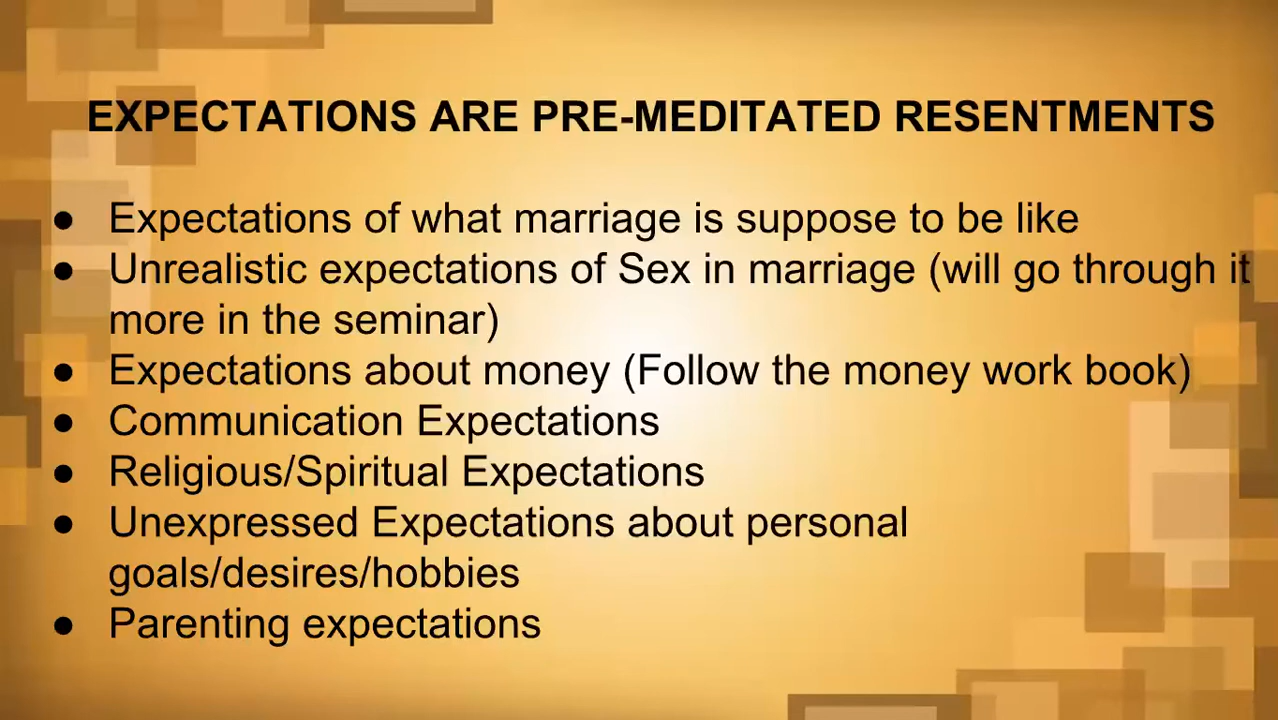 EXPECTATIONS ARE PRE-MEDITATED RESENTMENTS
● Expectations of what marriage is suppose to be like
● Unrealistic expectations of Sex in marriage (will go through it
more in the seminar)
● Expectations about money (Follow the money work book)
● Communication Expectations
● Religious/Spiritual Expectations
● Unexpressed Expectations about personal
goals/desires/hobbies
● Parenting expectations